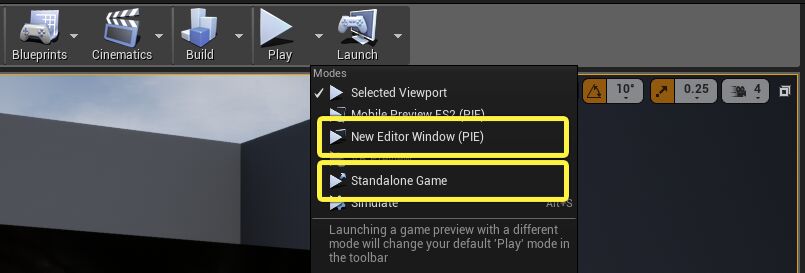 Blueprints Cinematics Build Play Launch
Modes
Selected Viewport
Mobile Preview ES2 (PIE)
10° 0.25 4
New Editor Window (PIE)
Standalone Game
Simulate Alt+S
Launching a game preview with a different
mode will change your default 'Play' mode in
the toolbar